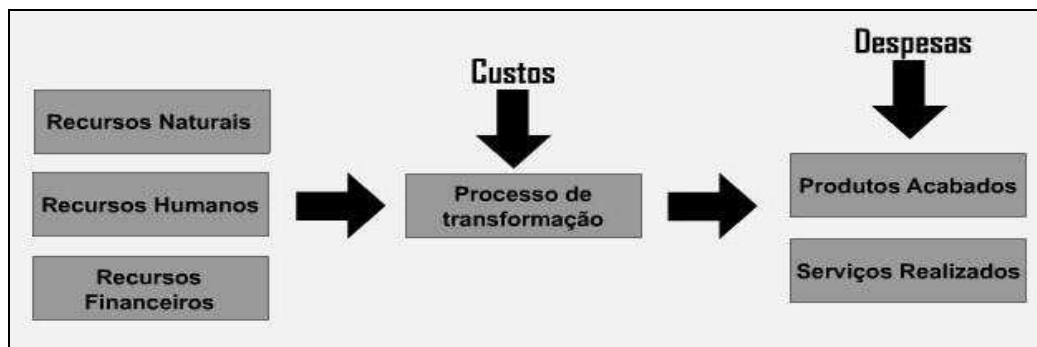 Despesas
Custos
Recursos Naturais
Recursos Humanos
Recursos
Financeiros
Processo de
transformação
Produtos Acabados
Serviços Realizados